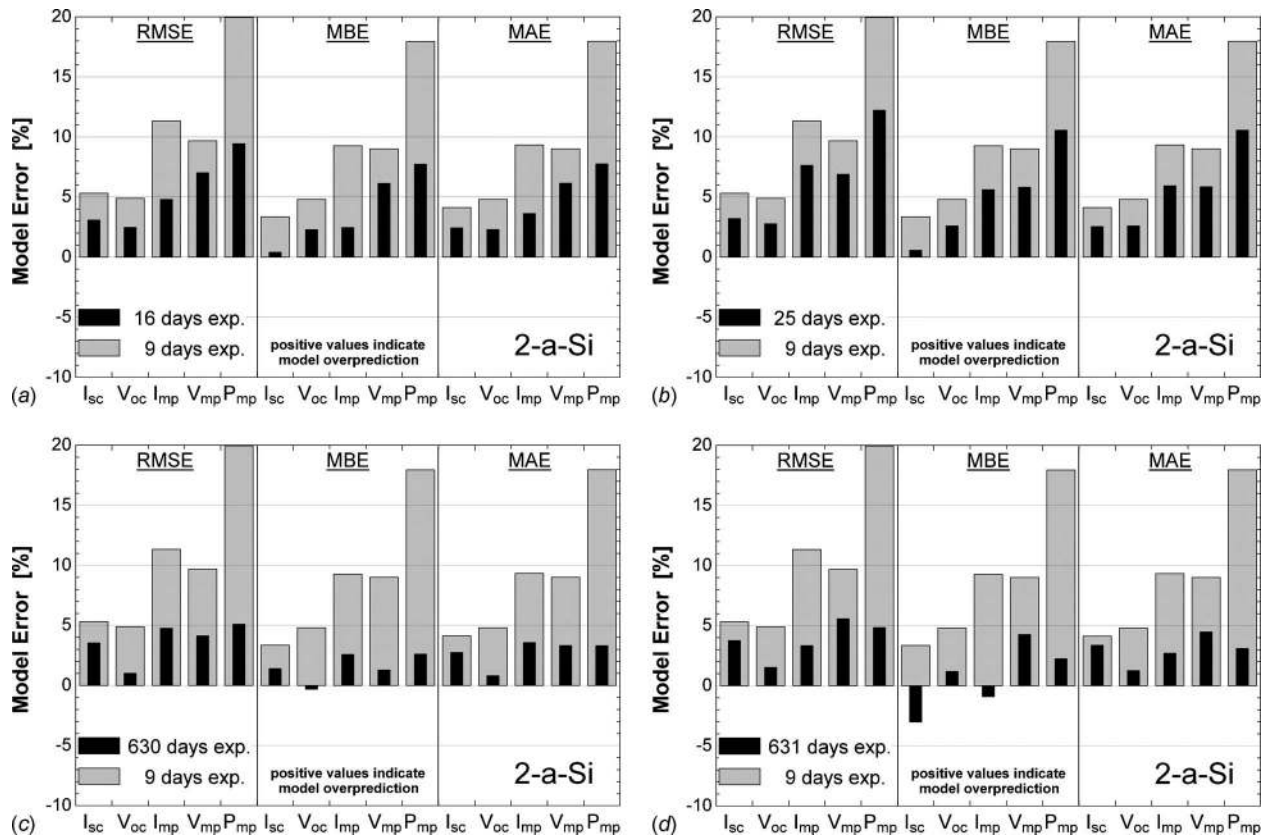 20
15
10
5
0
-5
-10
Model Error [%]
RMSE MBE MAE
16 days exp.
9 days exp.
positive values indicate
model overprediction
2-a-Si
(a) Isc Voc Imp Vmp Pmp Isc Voc Imp Vmp Pmp Isc Voc Imp Vmp Pmp
20
15
10
5
0
-5
-10
Model Error [%]
RMSE MBE MAE
25 days exp.
9 days exp.
positive values indicate
model overprediction
2-a-Si
(b) Isc Voc Imp Vmp Pmp Isc Voc Imp Vmp Pmp Isc Voc Imp Vmp Pmp
20
15
10
5
0
-5
-10
Model Error [%]
RMSE MBE MAE
630 days exp.
9 days exp.
positive values indicate
model overprediction
2-a-Si
(c) Isc Voc Imp Vmp Pmp Isc Voc Imp Vmp Pmp Isc Voc Imp Vmp Pmp
20
15
10
5
0
-5
-10
Model Error [%]
RMSE MBE MAE
631 days exp.
9 days exp.
positive values indicate
model overprediction
2-a-Si
(d) Isc Voc Imp Vmp Pmp Isc Voc Imp Vmp Pmp Isc Voc Imp Vmp Pmp